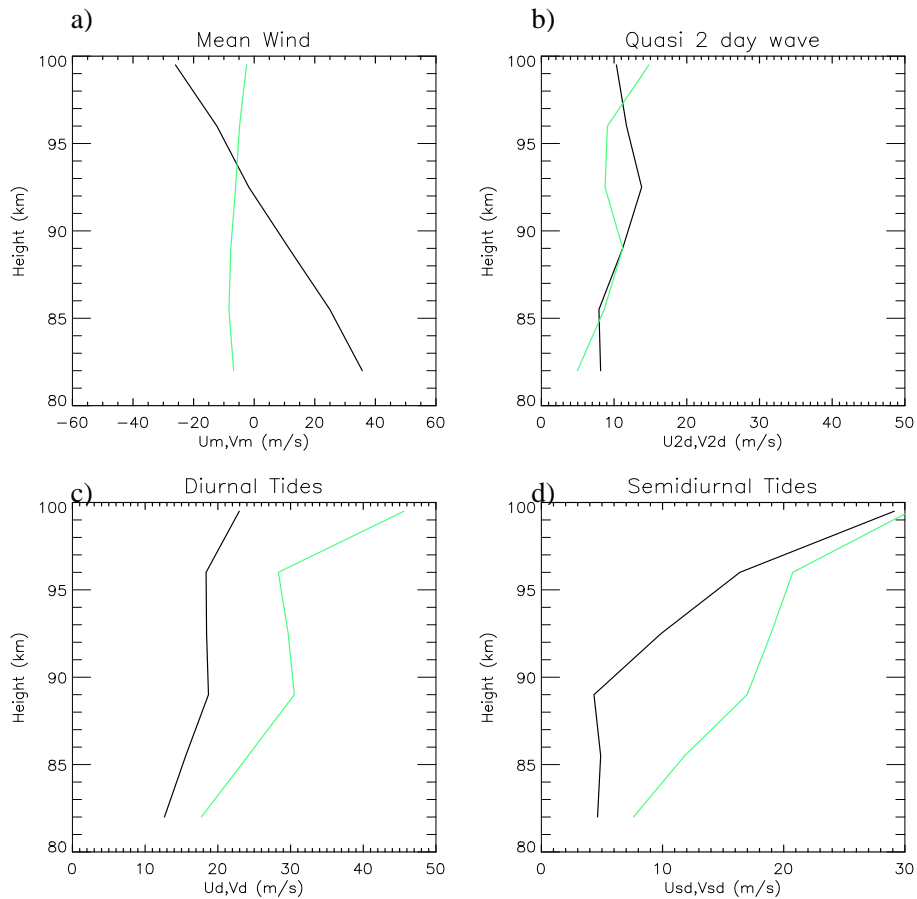 a)
Mean Wind
100
95
90
85
80
Height (km)
−60 −40 −20 0 20 40 60
Um,Vm (m/s)
Quasi 2 day wave
100
95
90
85
80
Height (km)
0 10 20 30 40 50
U2d,V2d (m/s)
c)
Diurnal Tides
100
95
90
85
80
Height (km)
0 10 20 30 40 50
Ud,Vd (m/s)
d)
Semidiurnal Tides
100
95
90
85
80
Height (km)
0 10 20 30
Usd,Vsd (m/s)
b)